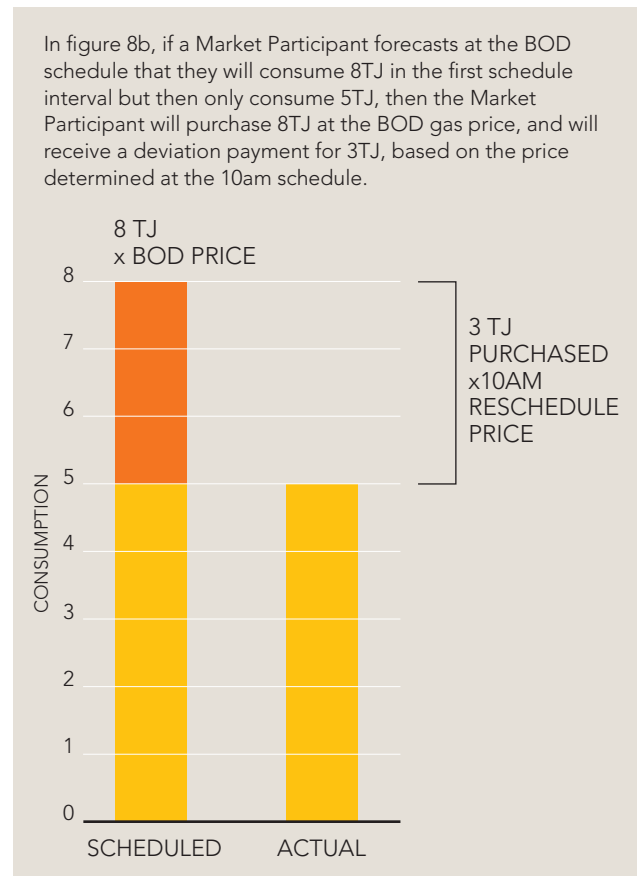 In figure 8b, if a Market Participant forecasts at the BOD
schedule that they will consume 8TJ in the first schedule
interval but then only consume 5TJ, then the Market
Participant will purchase 8TJ at the BOD gas price, and will
receive a deviation payment for 3TJ, based on the price
determined at the 10am schedule.
8 TJ
x BOD PRICE
8
7
6
5
4
3
2
1
0
CONSUMPTION
3 TJ
PURCHASED
x10AM
RESCHEDULE
PRICE
SCHEDULED
ACTUAL